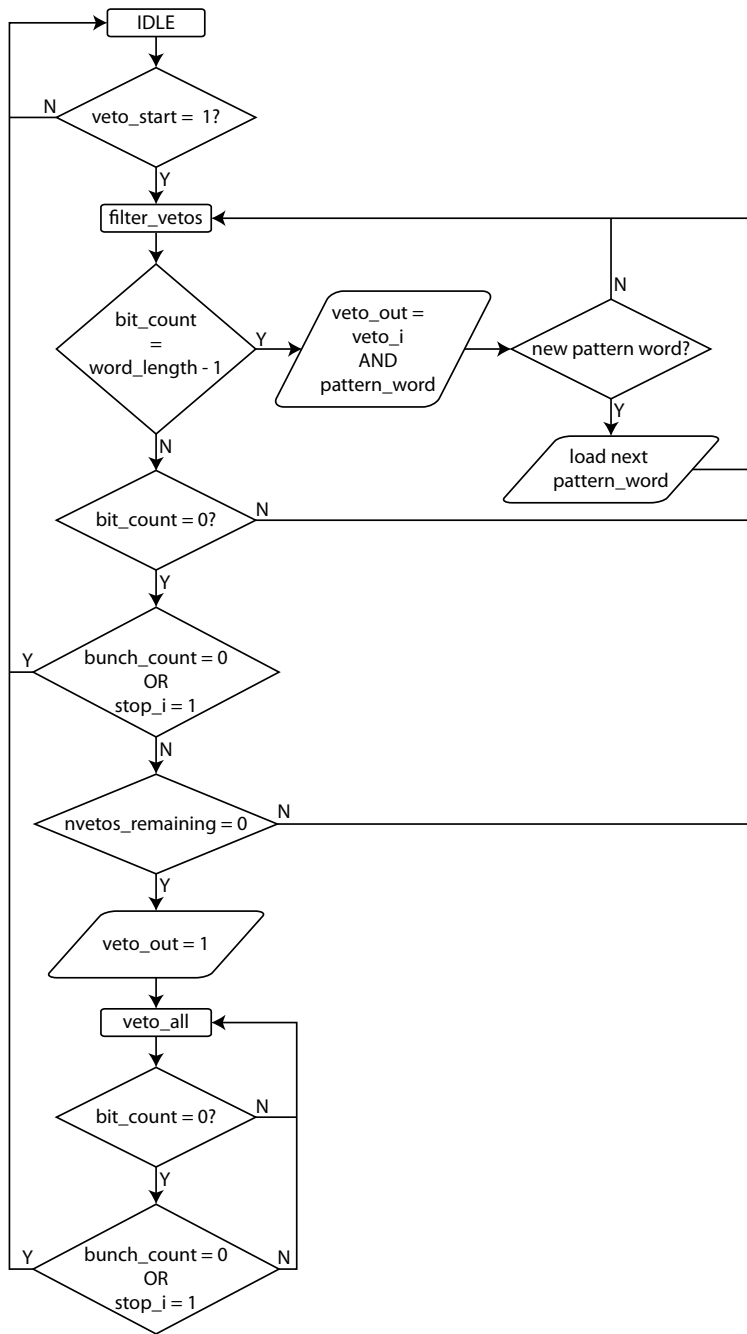 IDLE
veto_start = 1?
N
Y
filter_vetos
bit_count
=
word_length - 1
Y
N
veto_out =
veto_i
AND
pattern_word
new pattern word?
N
Y
load next
pattern_word
bit_count = 0?
N
Y
bunch_count = 0
OR
stop_i = 1
Y
N
nvetos_remaining = 0
N
Y
veto_out = 1
veto_all
bit_count = 0?
N
Y
bunch_count = 0
OR
stop_i = 1
Y
N